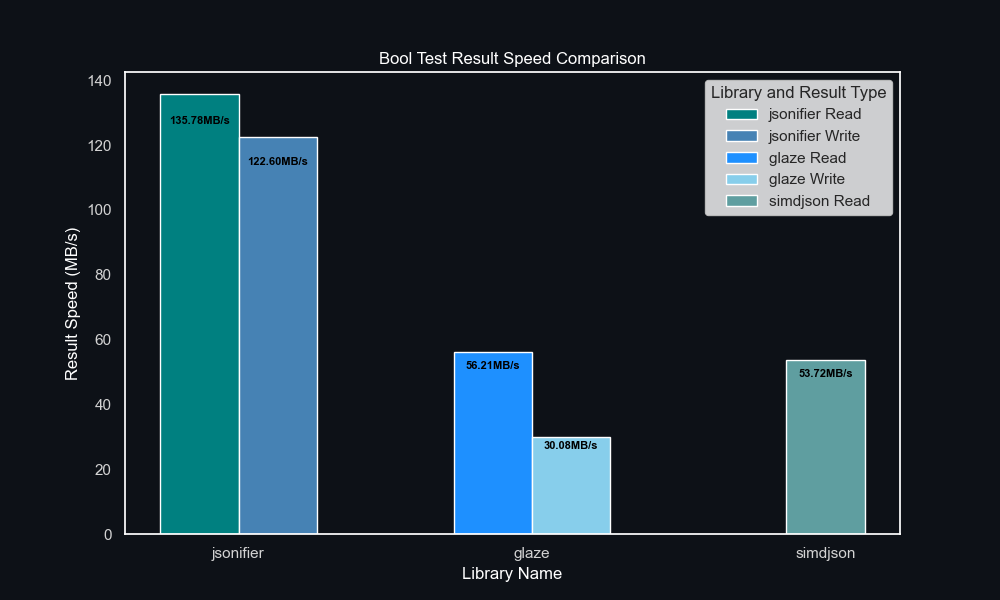 Bool Test Result Speed Comparison
Result Speed (MB/s)
140
120
100
80
60
40
20
0
135.78MB/s
122.60MB/s
56.21MB/s
30.08MB/s
53.72MB/s
Library and Result Type
jsonifier Read
jsonifier Write
glaze Read
glaze Write
simdjson Read
jsonifier
glaze
simdjson
Library Name